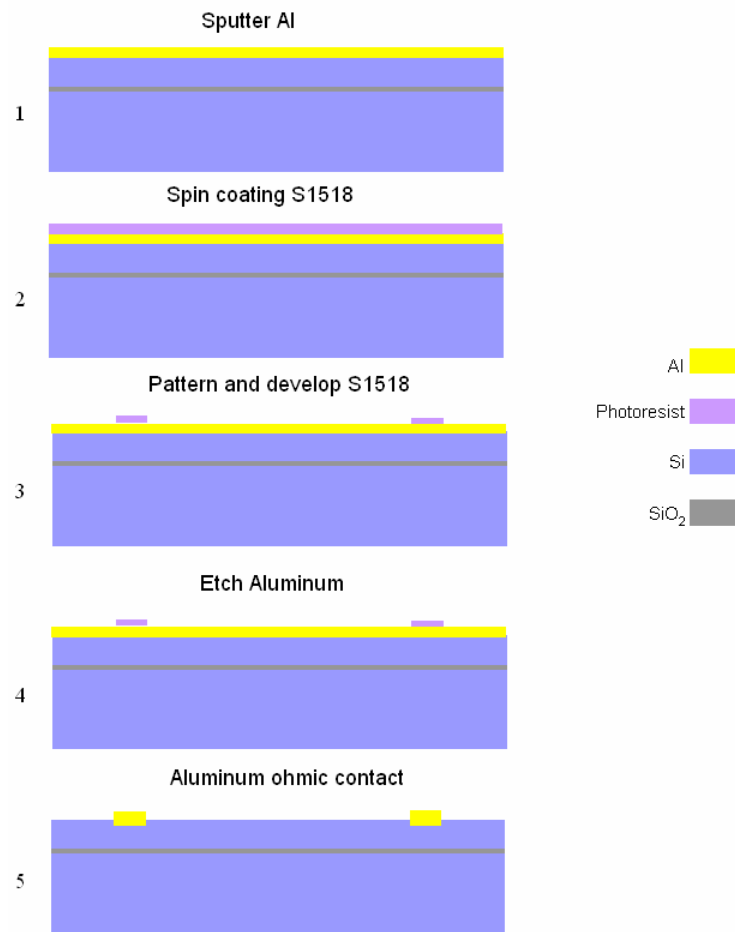 Sputter Al
1
Spin coating S1518
2
Pattern and develop S1518
3
Etch Aluminum
4
Aluminum ohmic contact
5
Al
Photoresist
Si
SiO2